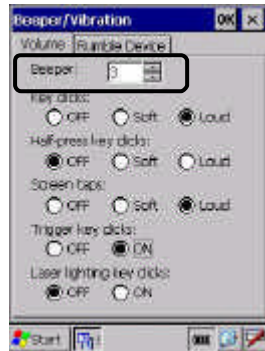 Beeper/Vibration OK ×
Volume Rumble Device
Beeper: 3
Key clicks:
OFF Soft Loud
Half-press key clicks:
OFF Soft Loud
Screen taps:
OFF Soft Loud
Trigger key clicks:
OFF ON
Laser lighting key clicks:
OFF ON
Start